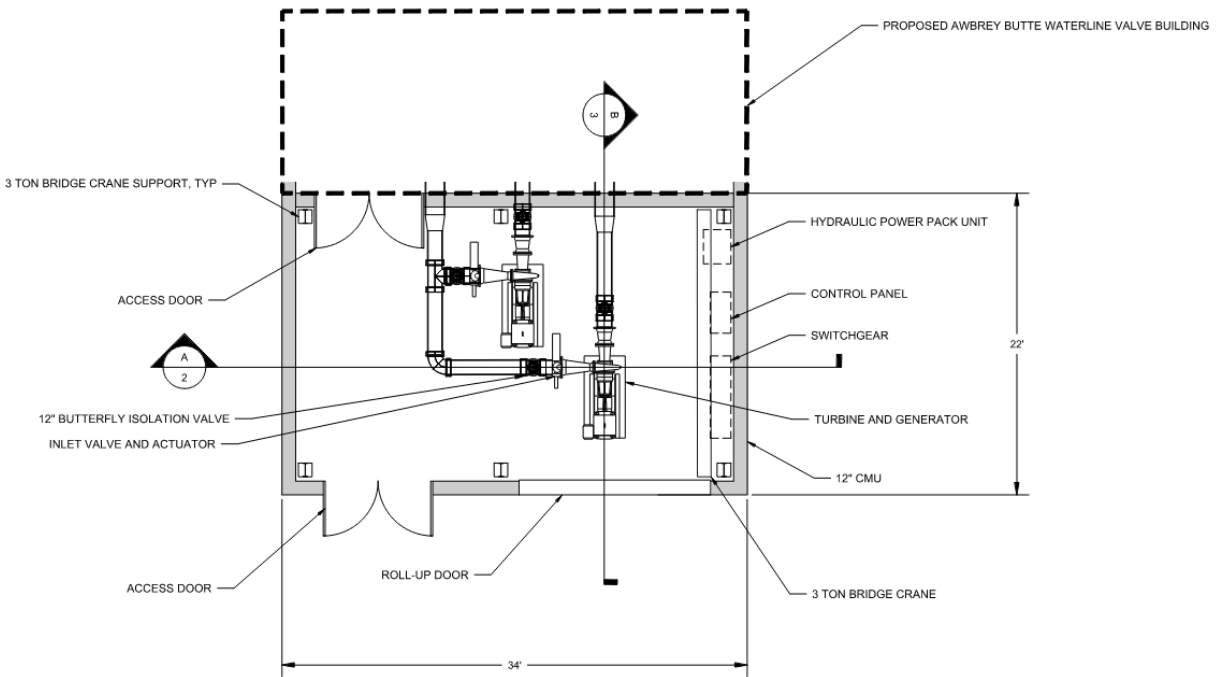 PROPOSED AWBREY BUTTE WATERLINE VALVE BUILDING
B
3
3 TON BRIDGE CRANE SUPPORT, TYP
HYDRAULIC POWER PACK UNIT
ACCESS DOOR
CONTROL PANEL
SWITCHGEAR
22'
A
2
12" BUTTERFLY ISOLATION VALVE
TURBINE AND GENERATOR
INLET VALVE AND ACTUATOR
12" CMU
ROLL-UP DOOR
ACCESS DOOR
3 TON BRIDGE CRANE
34'